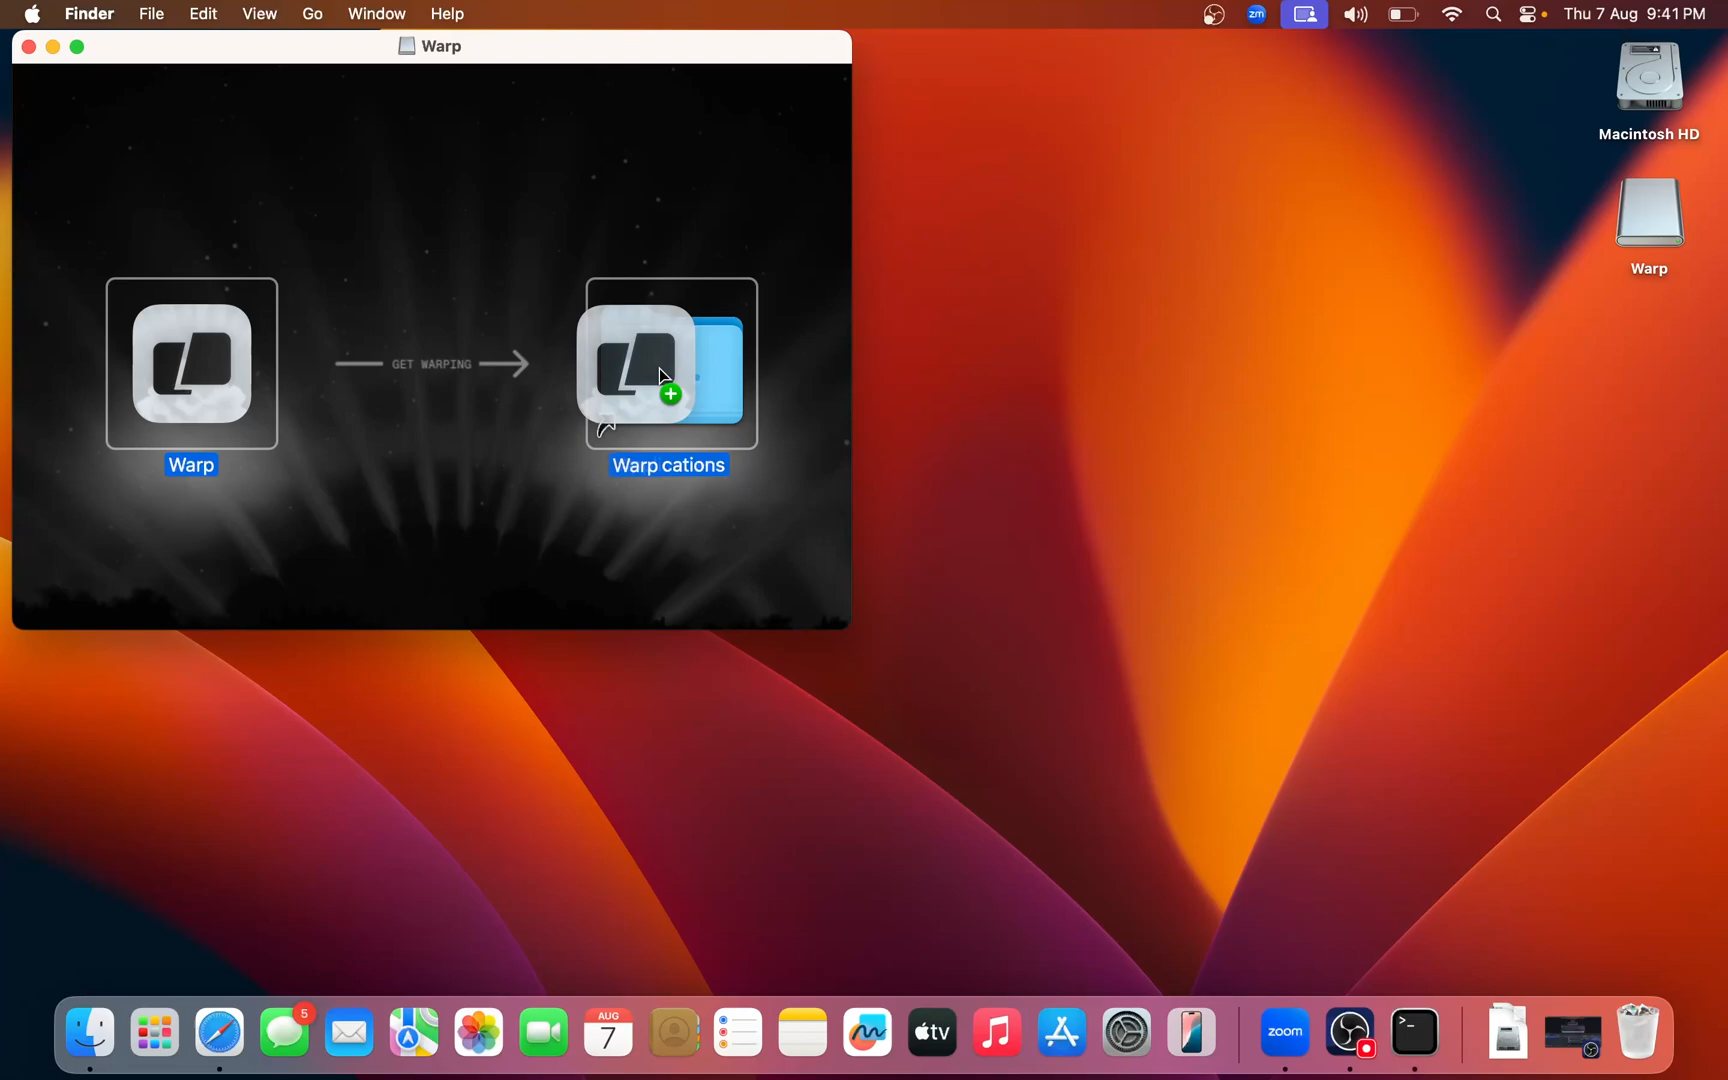 Finder File Edit View Go Window Help
zm
Thu 7 Aug 9:41 PM
Warp
Macintosh HD
Warp
GET WARPING
Warp
Warp cations
5
AUG
7
tv
zoom
>_